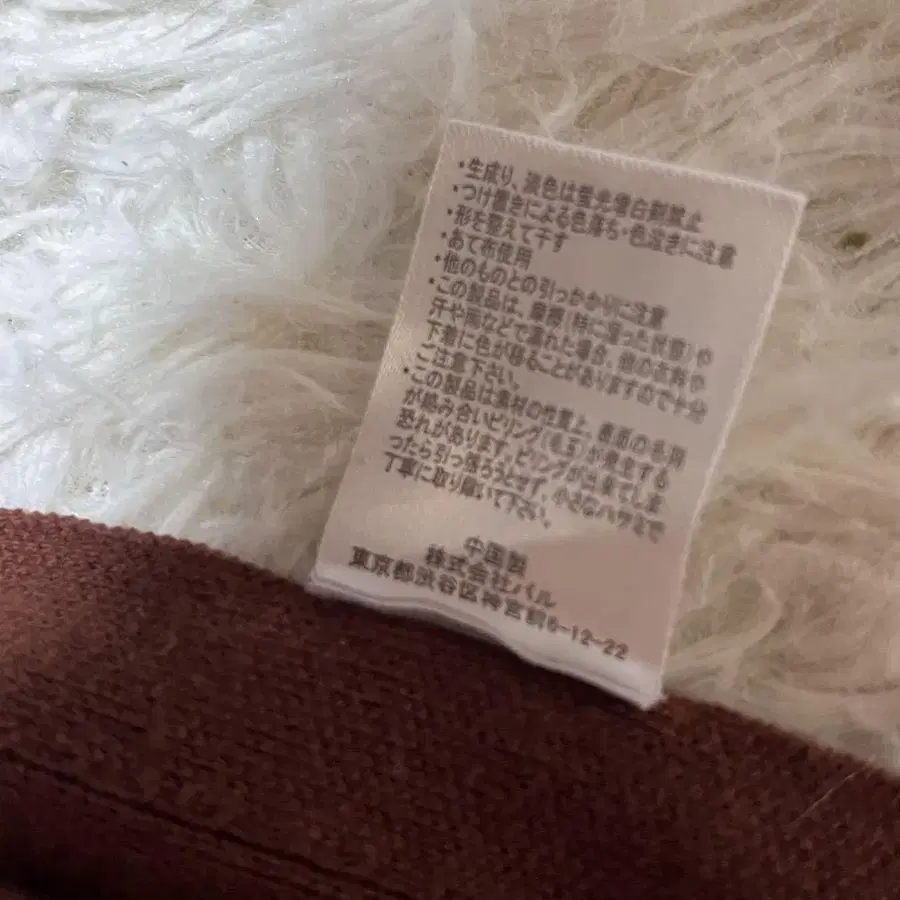 ・生成り、淡色は蛍光増白剤禁止
・つけ置きによる色落ち・色泣きに注意
・形を整えて干す
・あて布使用
・他のものとの引っかかりに注意
・この製品は、摩擦(特に湿った状態)や
汗や雨などで濡れた場合、他の衣料や
下着に色が移ることがありますので十分
ご注意下さい。
・この製品は素材の性質上、表面の毛羽
が絡み合いピリング(毛玉)が発生する
恐れがあります。ピリングが出来てしま
ったら引っ張ろうとせず、小さなハサミで
丁寧に取り除いて下さい。
中国製
株式会社パル
東京都渋谷区神宮前6-12-22